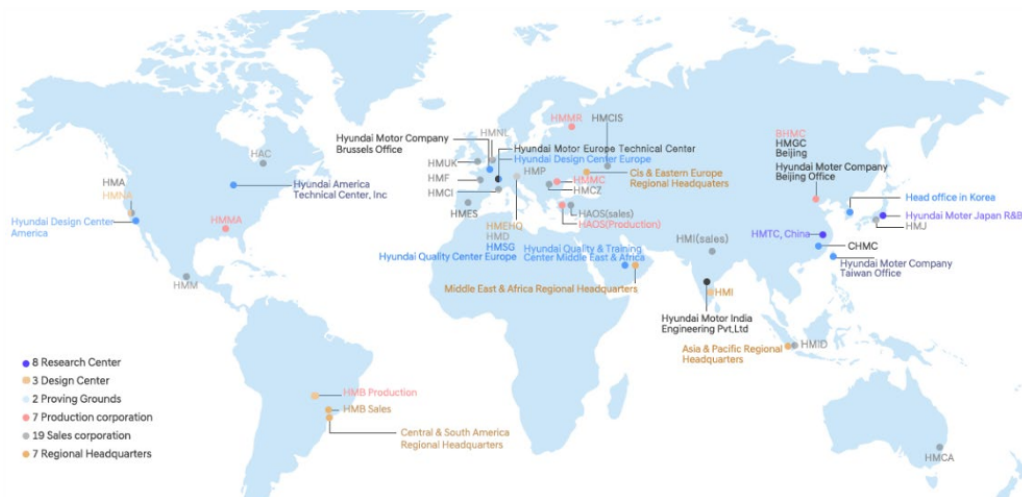 HMMR
HMCIS
BHMC
HMGC
Beijing
Hyundai Moter Company
Beijing Office
Hyundai Motor Company
Brussels Office
HMNL
Hyundai Motor Europe Technical Center
Hyundai Design Center Europe
HAC
HMUK
HMP
Cis & Eastern Europe
Regional Headquaters
HMF
HMMC
HMCZ
HMCI
HMA
HMNA
Hyundai America
Technical Center, Inc
Head office in Korea
HMES
HAOS(sales)
HAOS(Production)
Hyundai Design Center
America
HMMA
Hyundai Moter Japan R&B
HMJ
HMEHQ
HMD
HMSG
Hyundai Quality Center Europe
Hyundai Quality & Training
Center Middle East & Africa
HMI(sales)
HMTC, China
CHMC
Hyundai Moter Company
Taiwan Office
HMM
Middle East & Africa Regional Headquarters
HMI
Hyundai Motor India
Engineering Pvt,Ltd
Asia & Pacific Regional
Headquarters
HMID
8 Research Center
3 Design Center
2 Proving Grounds
7 Production corporation
19 Sales corporation
7 Regional Headquarters
HMB Production
HMB Sales
Central & South America
Regional Headquarters
HMCA